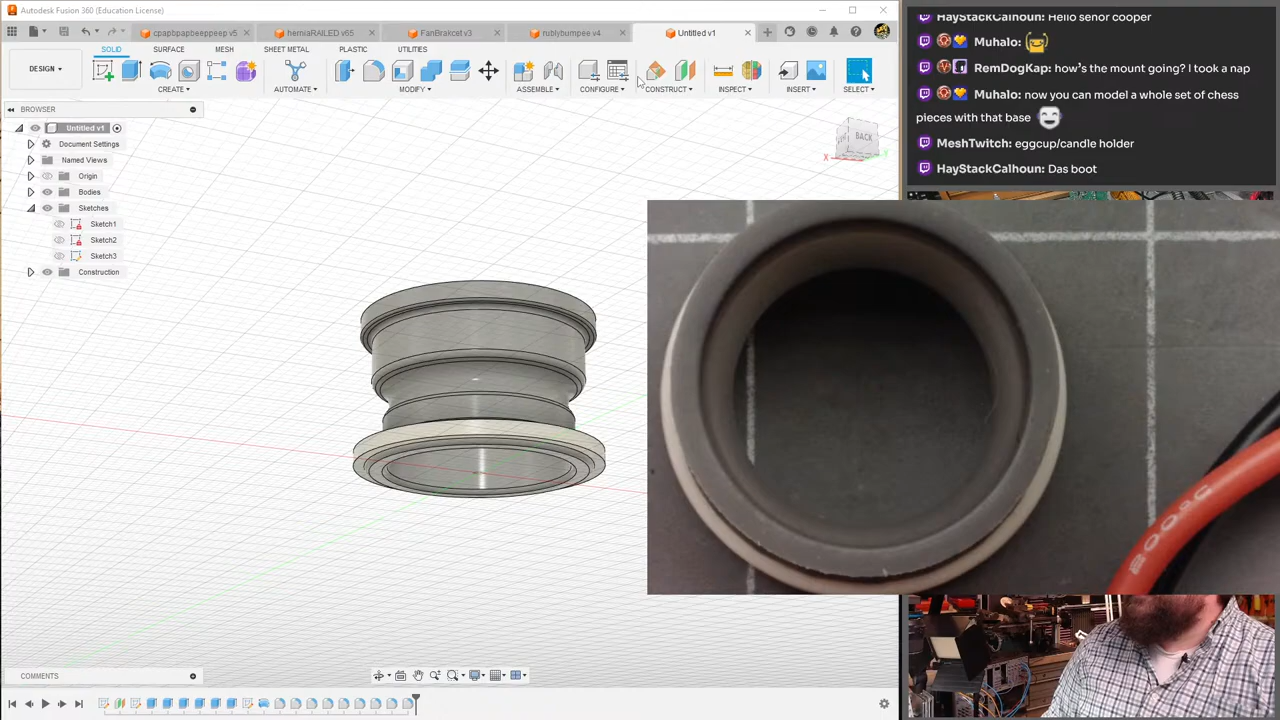 Autodesk Fusion 360 (Education License)
cpapbpapbeeppeep v5
hemiaRAILED v65
FanBrakcet v3
rublybumpee v4
Untitled v1
SOLID
SURFACE
MESH
SHEET METAL
PLASTIC
UTILITIES
DESIGN
CREATE
AUTOMATE
MODIFY
ASSEMBLE
CONFIGURE
CONSTRUCT
INSPECT
INSERT
SELECT
BROWSER
Untitled v1
Document Settings
Named Views
Origin
Bodies
Sketches
Sketch1
Sketch2
Sketch3
Construction
BACK
X
COMMENTS
HayStackCalhoun: Hello senor cooper
Muhalo:
RemDogKap: how's the mount going? I took a nap
Muhalo: now you can model a whole set of chess
pieces with that base
MeshTwitch: eggcup/candle holder
HayStackCalhoun: Das boot
200°C